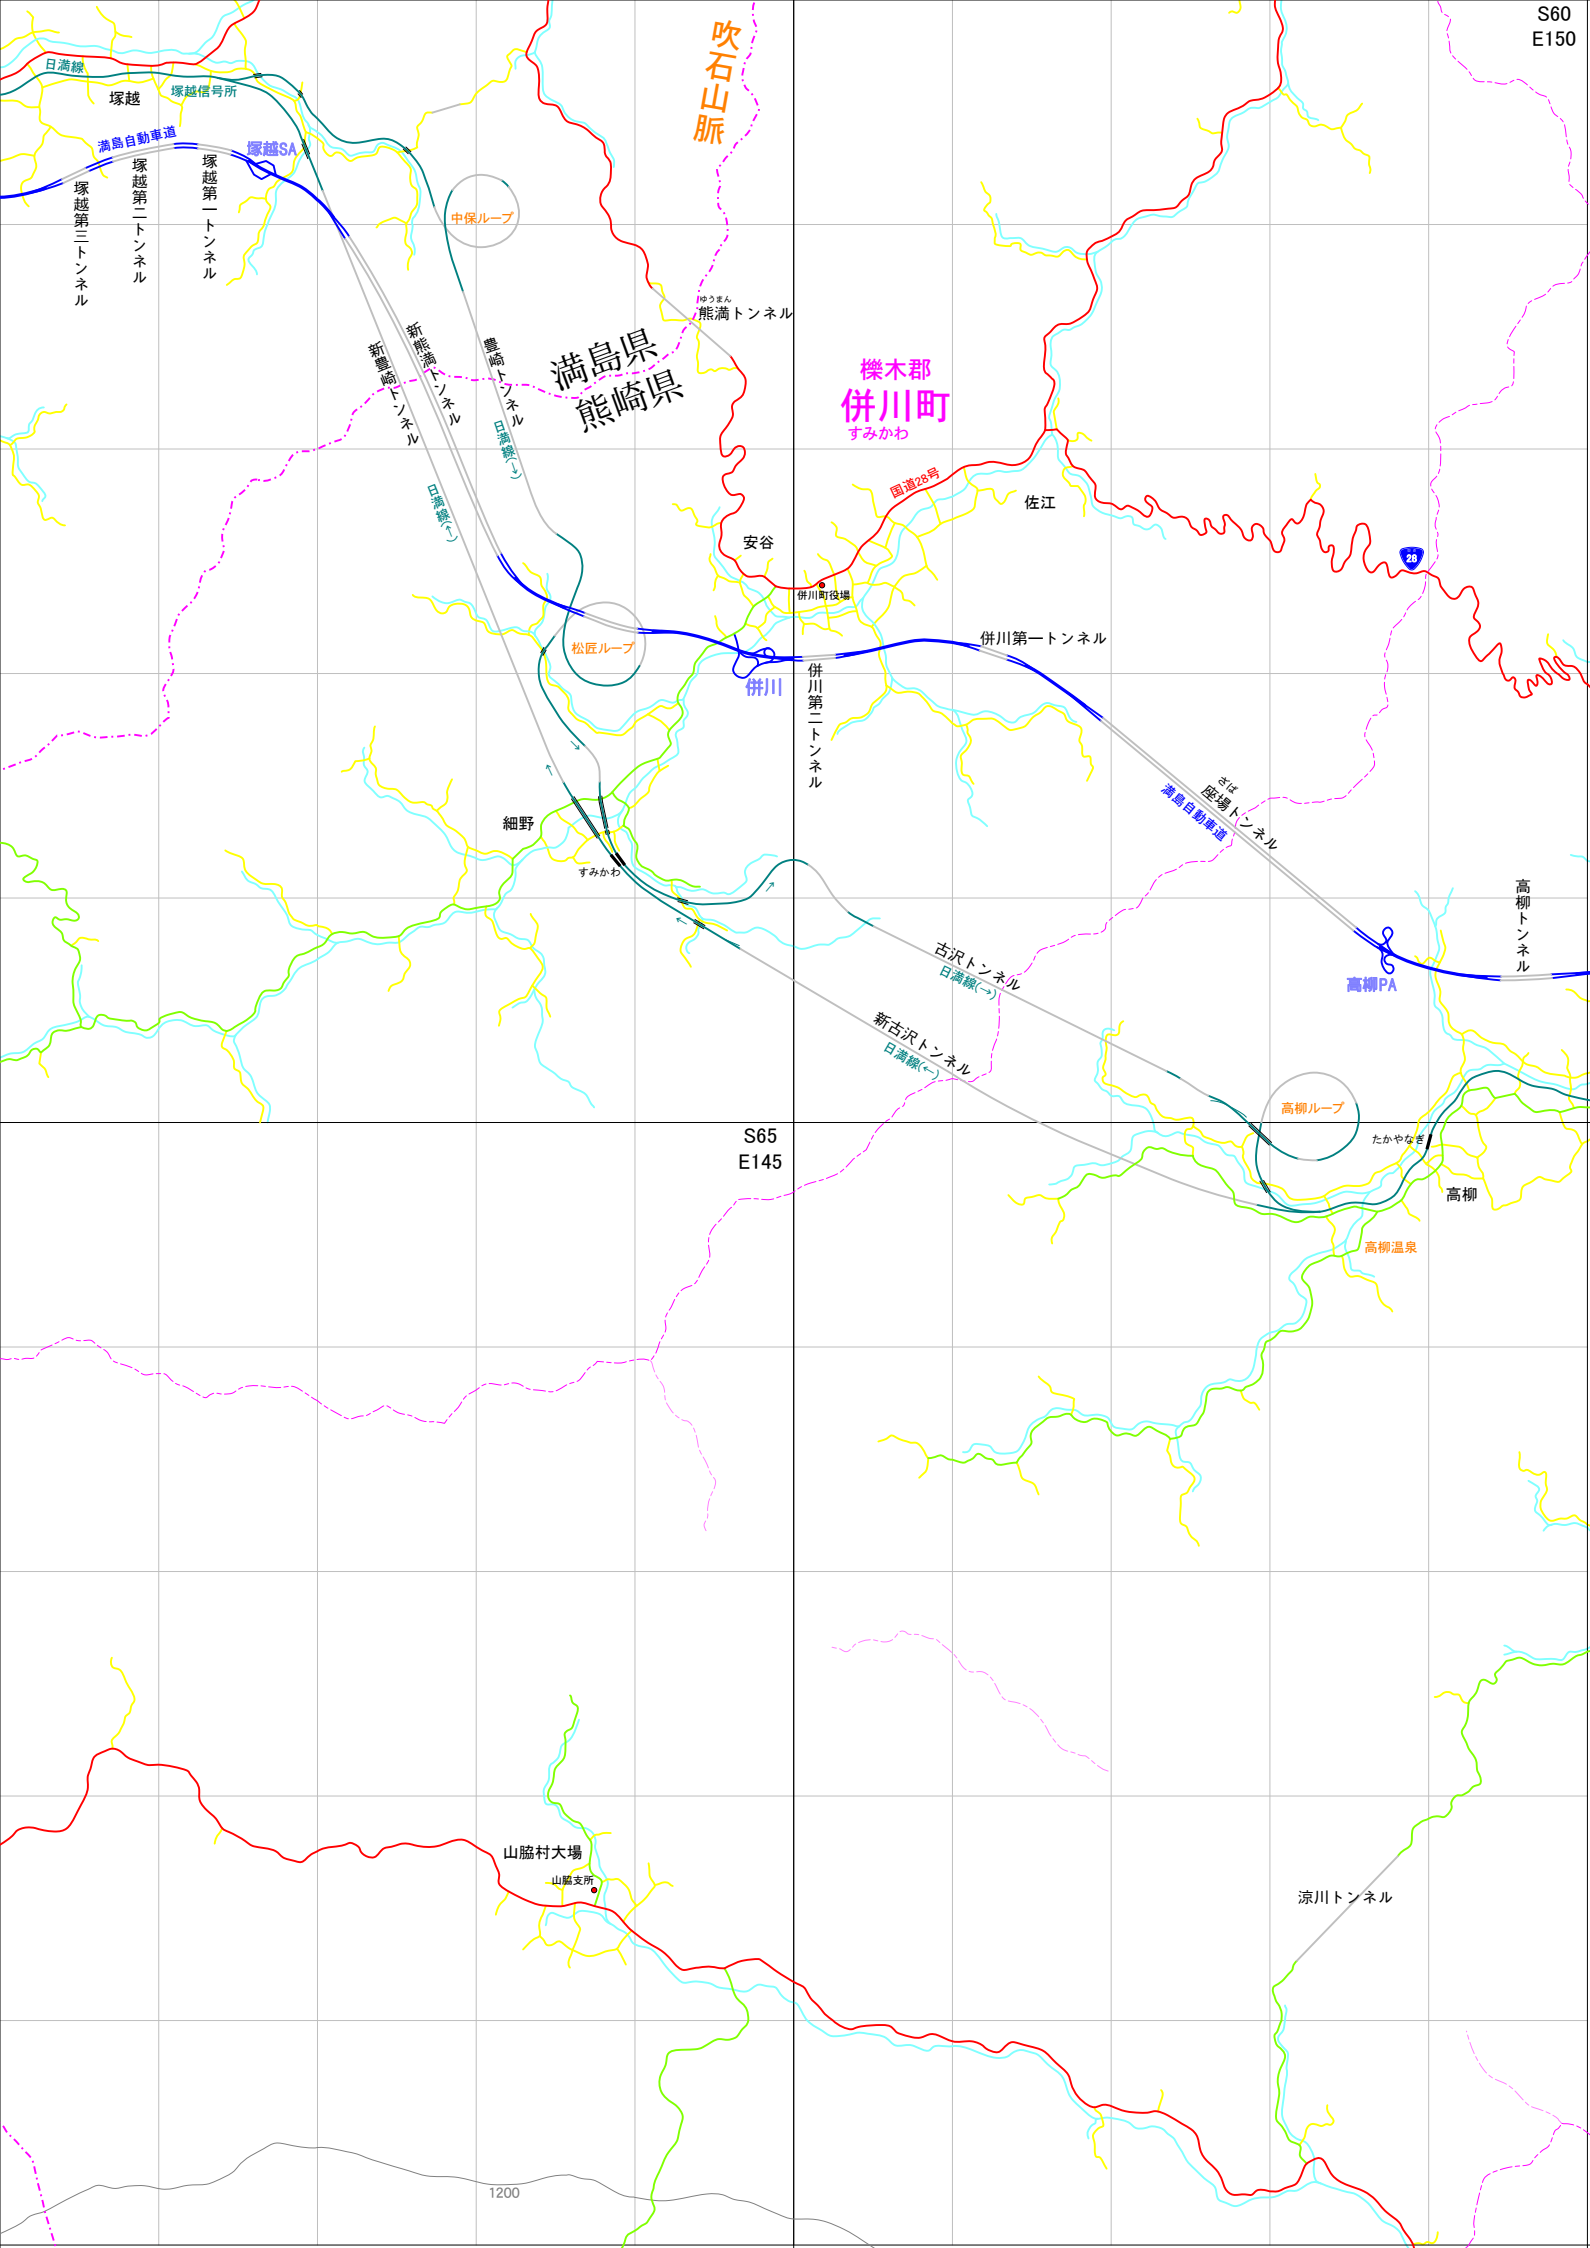 S60
E150
吹石山脈
日満線
塚越信号所
塚越
満島自動車道
塚越SA
塚越第三トンネル
塚越第二トンネル
塚越第一トンネル
中保ループ
ゆうまん
熊満トンネル
新豊崎トンネル
新熊満トンネル
豊崎トンネル
満島県
熊崎県
櫟木郡
併川町
すみかわ
日満線(→)
日満線(←)
国道28号
佐江
安谷
28
併川町役場
松匠ループ
併川第一トンネル
併川
併川第二トンネル
ざば
座場トンネル
満島自動車道
細野
すみかわ
高柳トンネル
古沢トンネル
日満線(→)
高柳PA
新古沢トンネル
日満線(←)
高柳ループ
たかやなぎ
S65
E145
高柳
高柳温泉
山脇村大場
山脇支所
涼川トンネル
1200